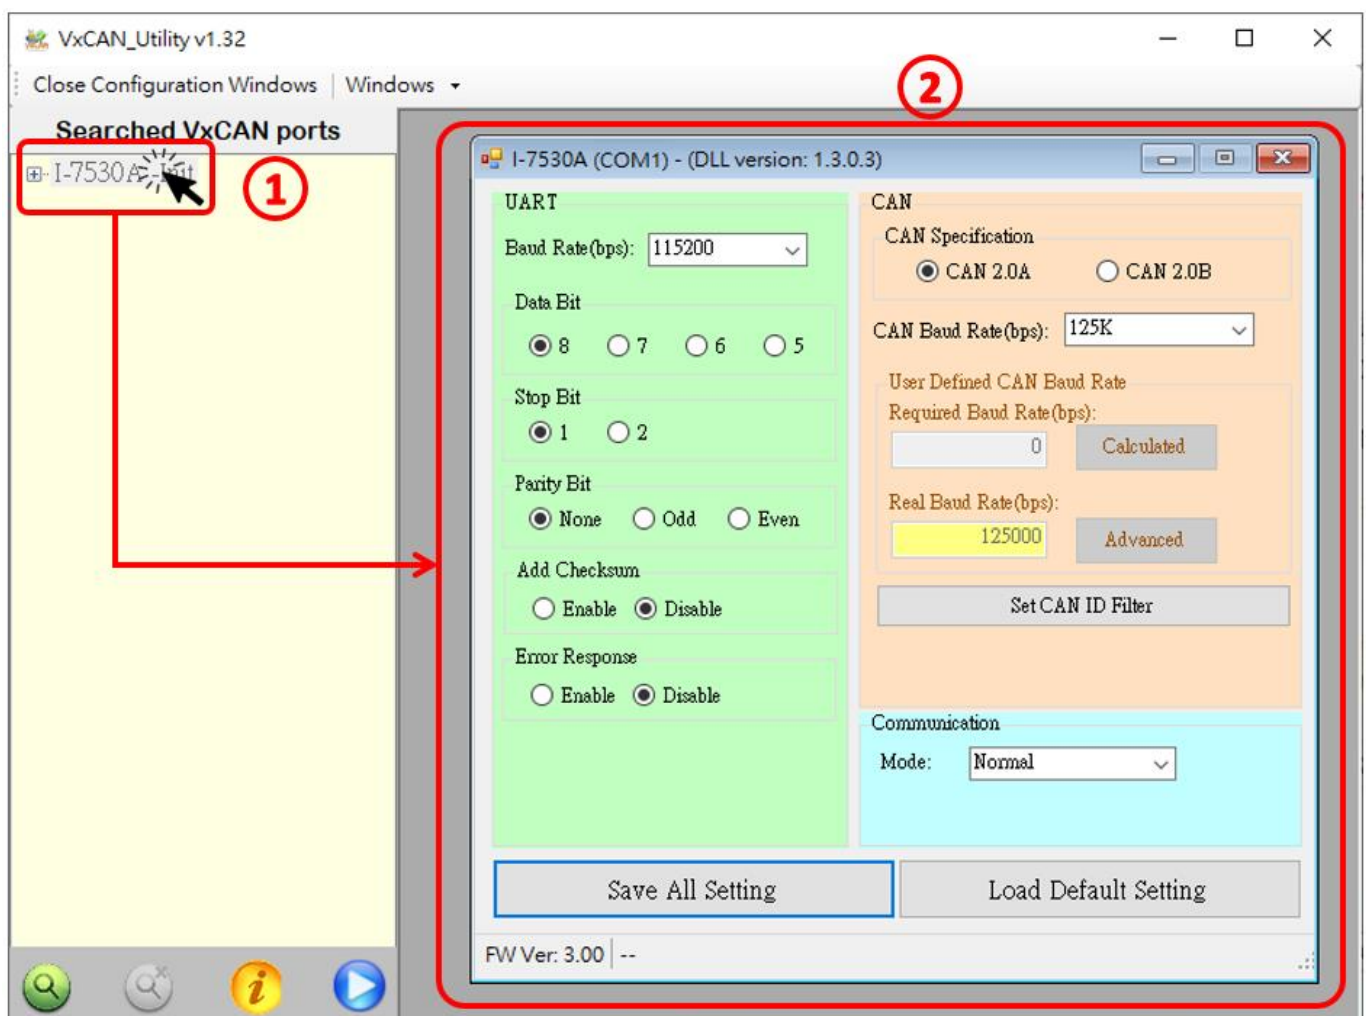 VxCAN_Utility v1.32
Close Configuration Windows Windows
2
Searched VxCAN ports
I-7530A -Init
1
I-7530A (COM1) - (DLL version: 1.3.0.3)
UART
Baud Rate(bps): 115200
Data Bit
8 7 6 5
Stop Bit
1 2
Parity Bit
None Odd Even
Add Checksum
Enable Disable
Error Response
Enable Disable
CAN
CAN Specification
CAN 2.0A CAN 2.0B
CAN Baud Rate(bps): 125K
User Defined CAN Baud Rate
Required Baud Rate(bps):
0 Calculated
Real Baud Rate(bps):
125000 Advanced
Set CAN ID Filter
Communication
Mode: Normal
Save All Setting Load Default Setting
FW Ver: 3.00 --